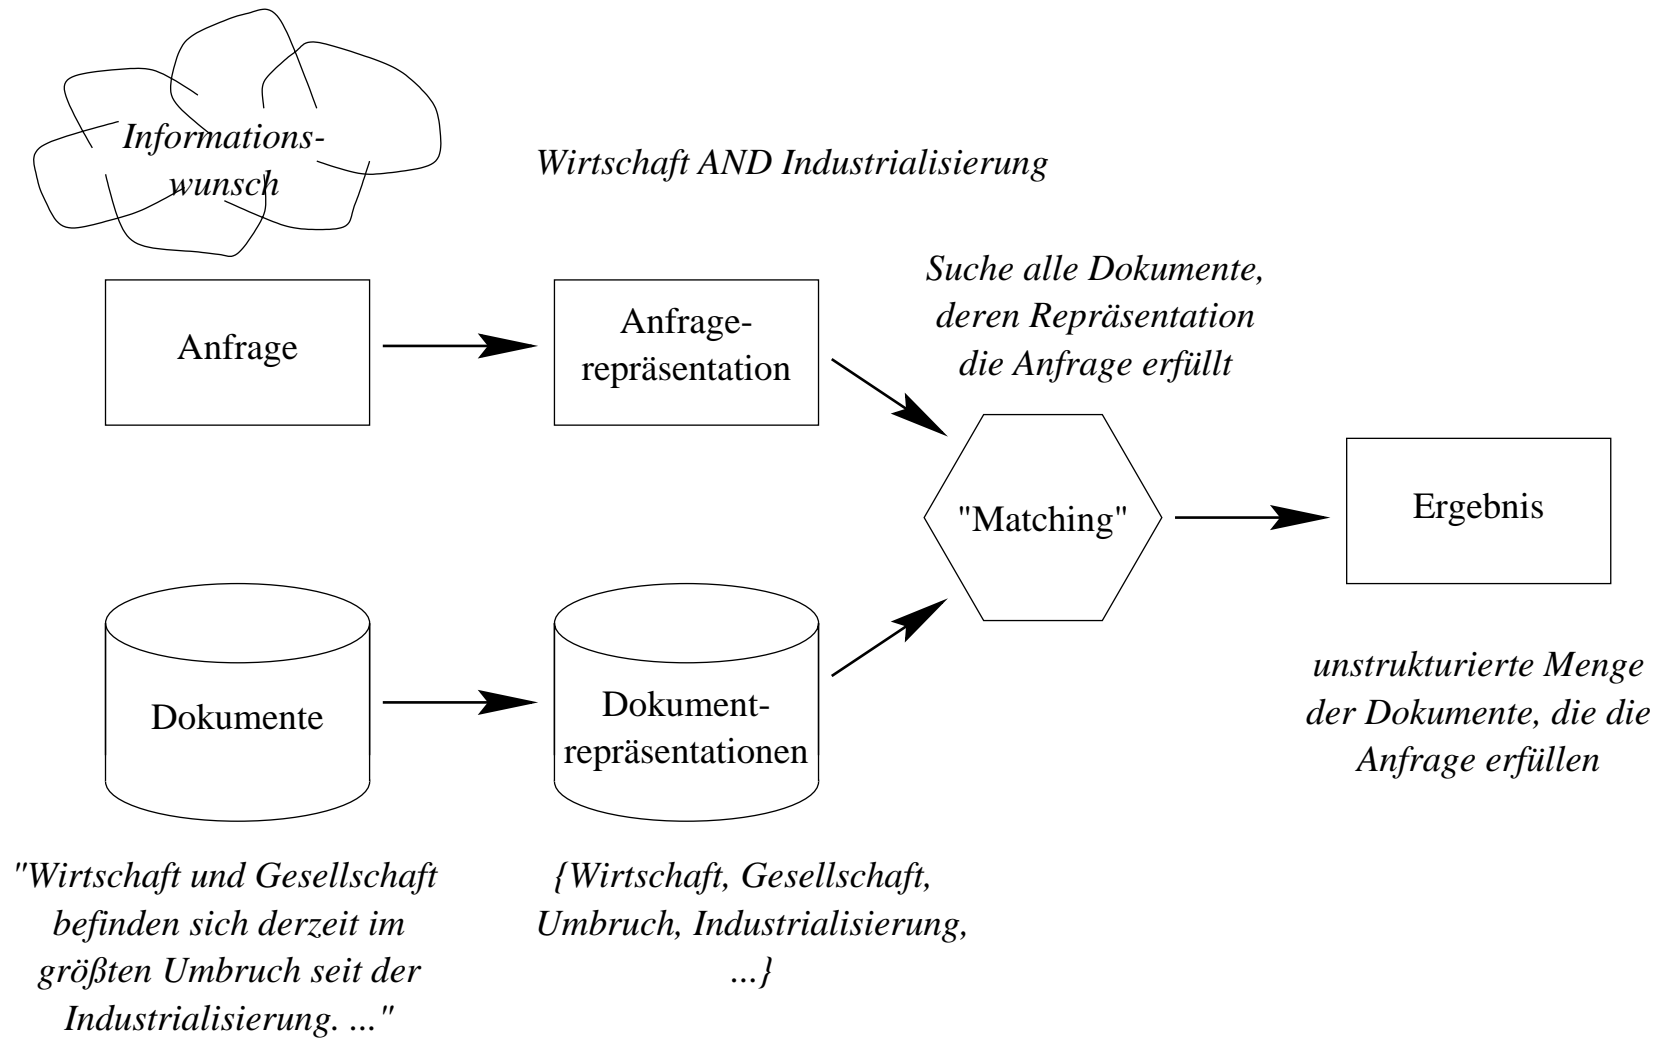 Informations-
wunsch
Wirtschaft AND Industrialisierung
Suche alle Dokumente,
deren Repräsentation
die Anfrage erfüllt
Anfrage
Anfrage-
repräsentation
"Matching"
Ergebnis
Dokumente
Dokument-
repräsentationen
unstrukturierte Menge
der Dokumente, die die
Anfrage erfüllen
"Wirtschaft und Gesellschaft
befinden sich derzeit im
größten Umbruch seit der
Industrialisierung. ..."
{Wirtschaft, Gesellschaft,
Umbruch, Industrialisierung,
...}